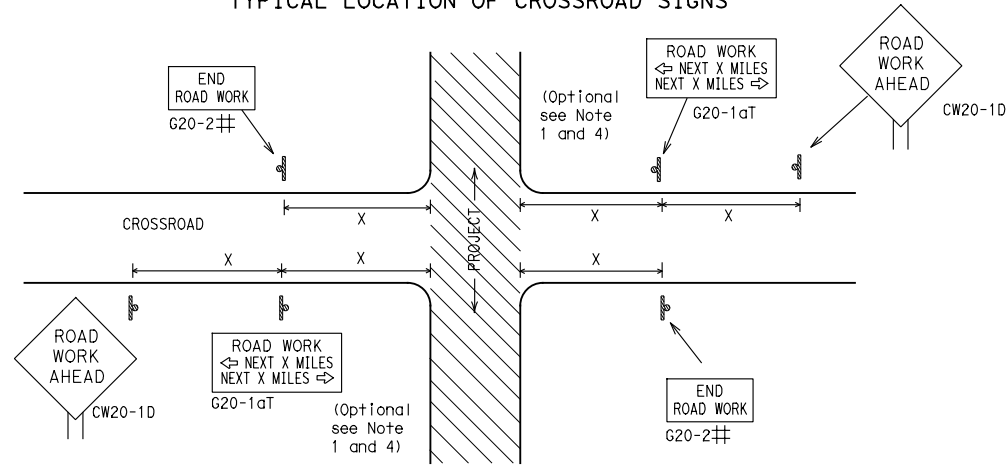 TYPICAL LOCATION OF CROSSROAD SIGNS
END
ROAD WORK
G20-2#
(Optional
see Note
1 and 4)
ROAD WORK
⇦ NEXT X MILES
NEXT X MILES ⇨
G20-1aT
ROAD
WORK
AHEAD
CW20-1D
X
X
X
CROSSROAD
PROJECT
X
X
X
ROAD
WORK
AHEAD
CW20-1D
ROAD WORK
⇦ NEXT X MILES
NEXT X MILES ⇨
G20-1aT
(Optional
see Note
1 and 4)
END
ROAD WORK
G20-2#